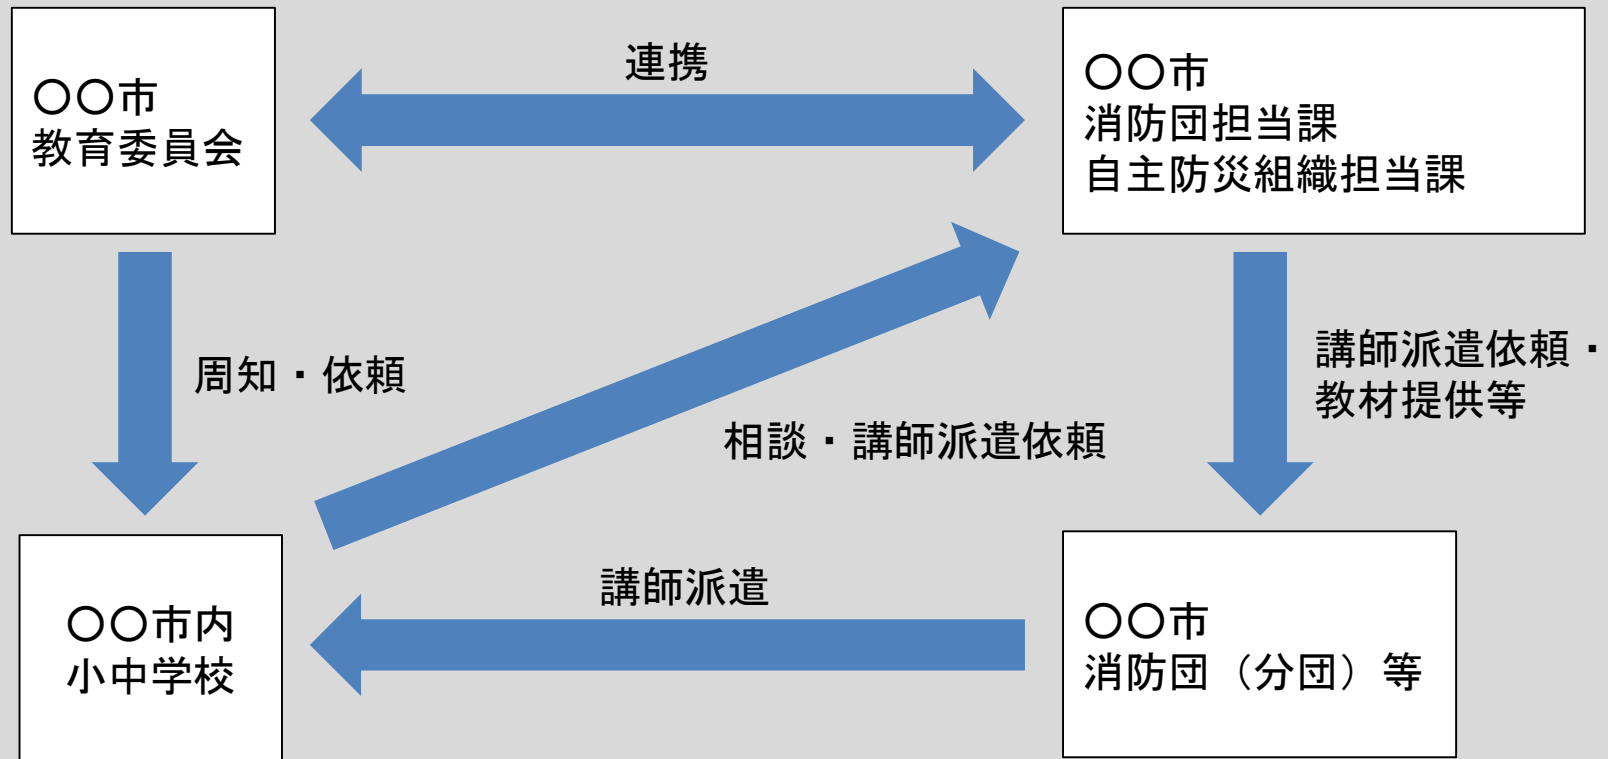 〇〇市
教育委員会
連携
〇〇市
消防団担当課
自主防災組織担当課
周知・依頼
相談・講師派遣依頼
講師派遣依頼・
教材提供等
〇〇市内
小中学校
講師派遣
〇〇市
消防団（分団）等